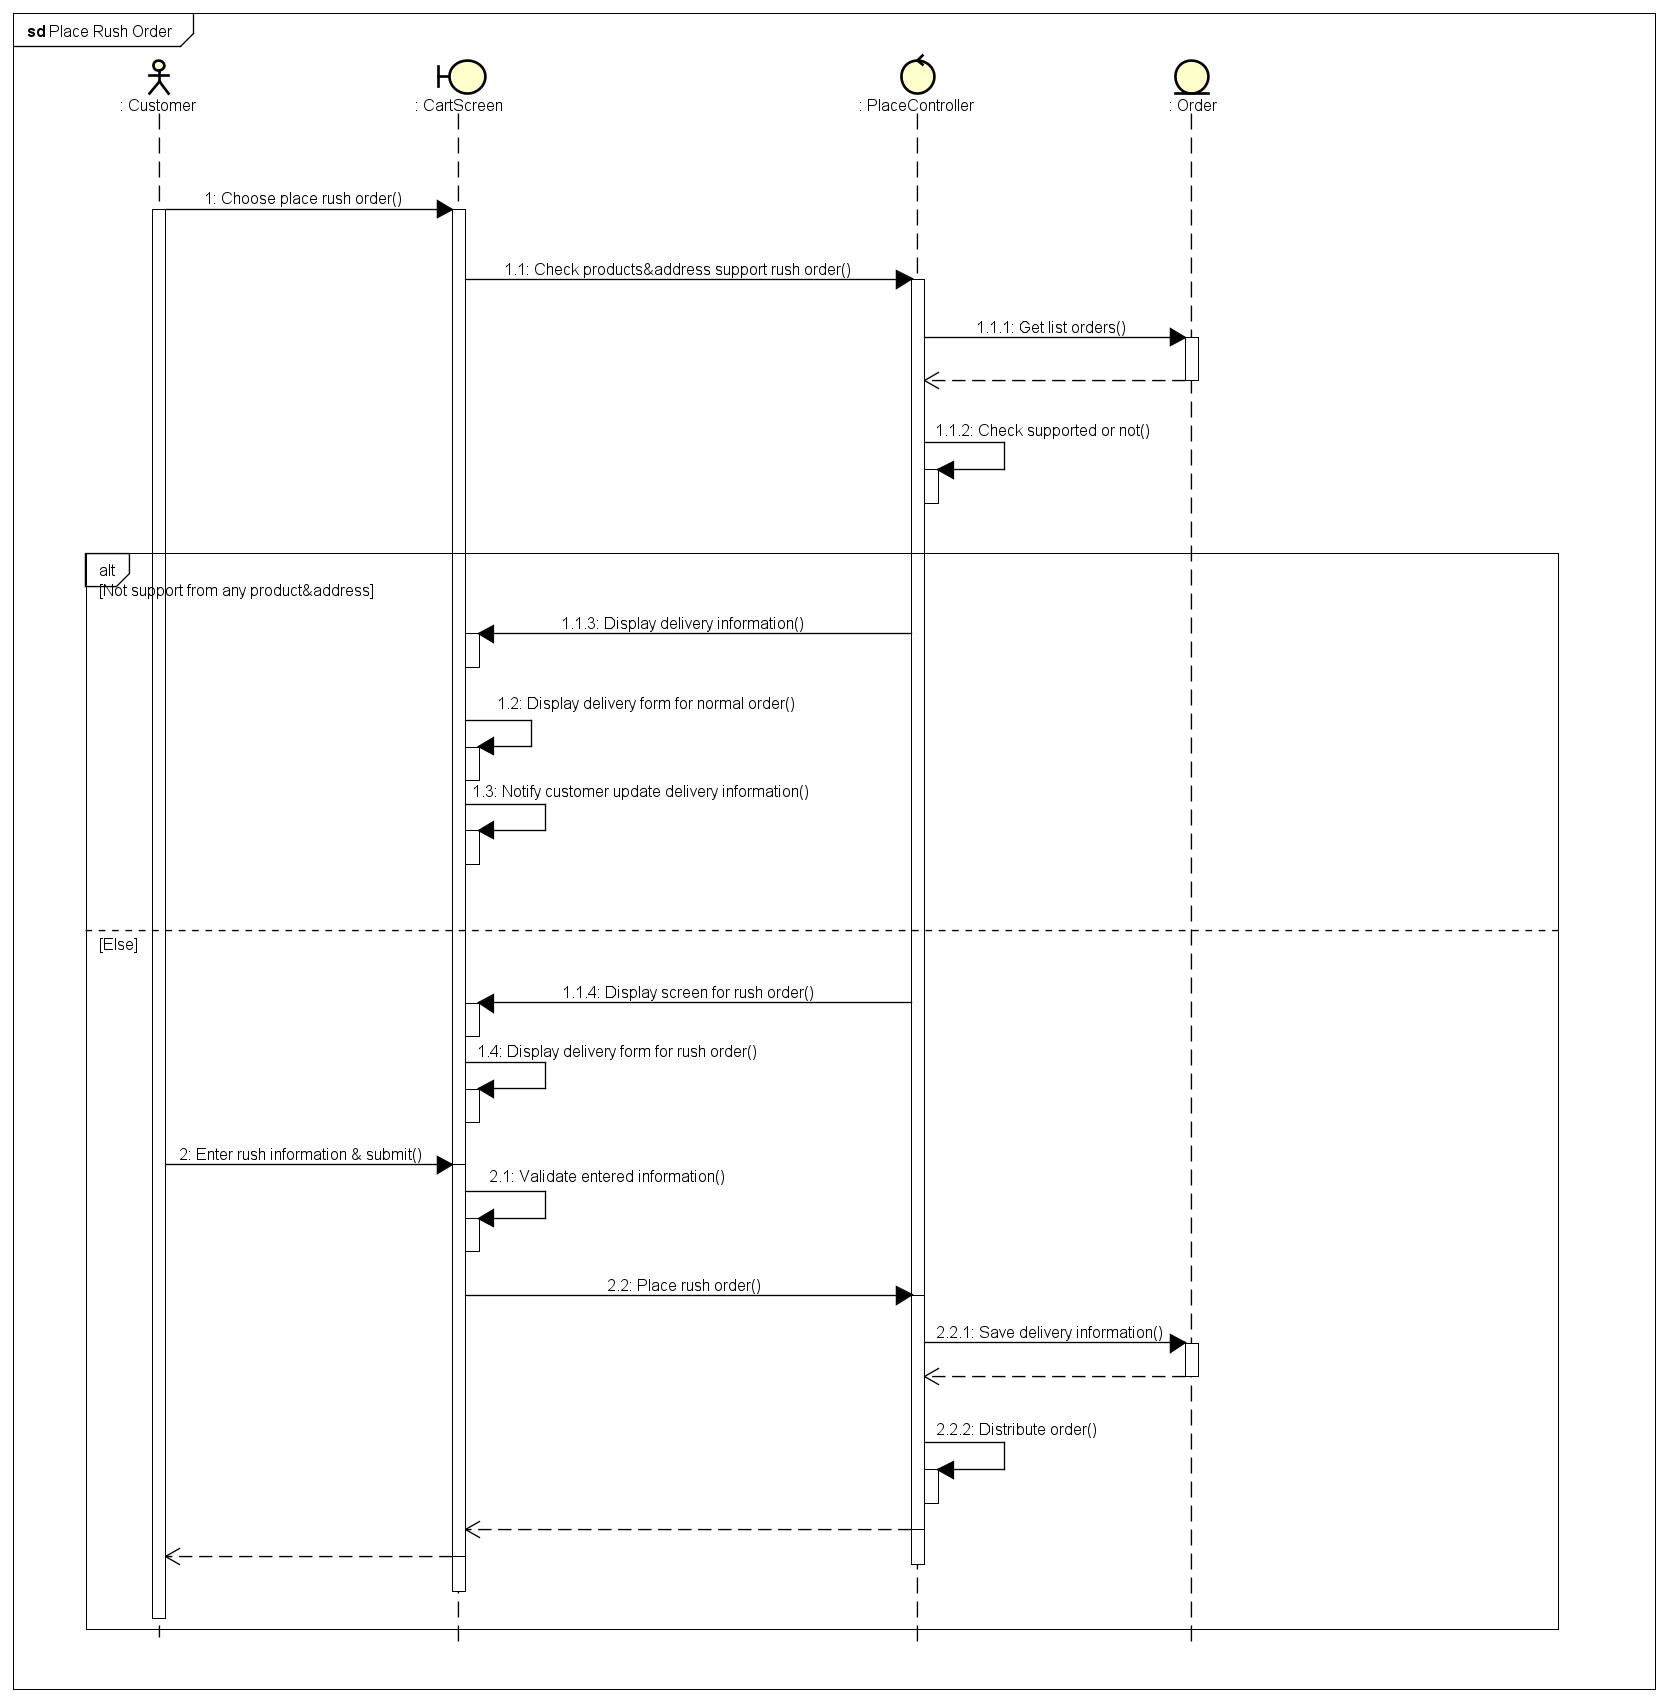 sd Place Rush Order
: Customer
: CartScreen
: PlaceController
: Order
1: Choose place rush order()
1.1: Check products&address support rush order()
1.1.1: Get list orders()
1.1.2: Check supported or not()
alt
[Not support from any product&address]
1.1.3: Display delivery information()
1.2: Display delivery form for normal order()
1.3: Notify customer update delivery information()
[Else]
1.1.4: Display screen for rush order()
1.4: Display delivery form for rush order()
2: Enter rush information & submit()
2.1: Validate entered information()
2.2: Place rush order()
2.2.1: Save delivery information()
2.2.2: Distribute order()